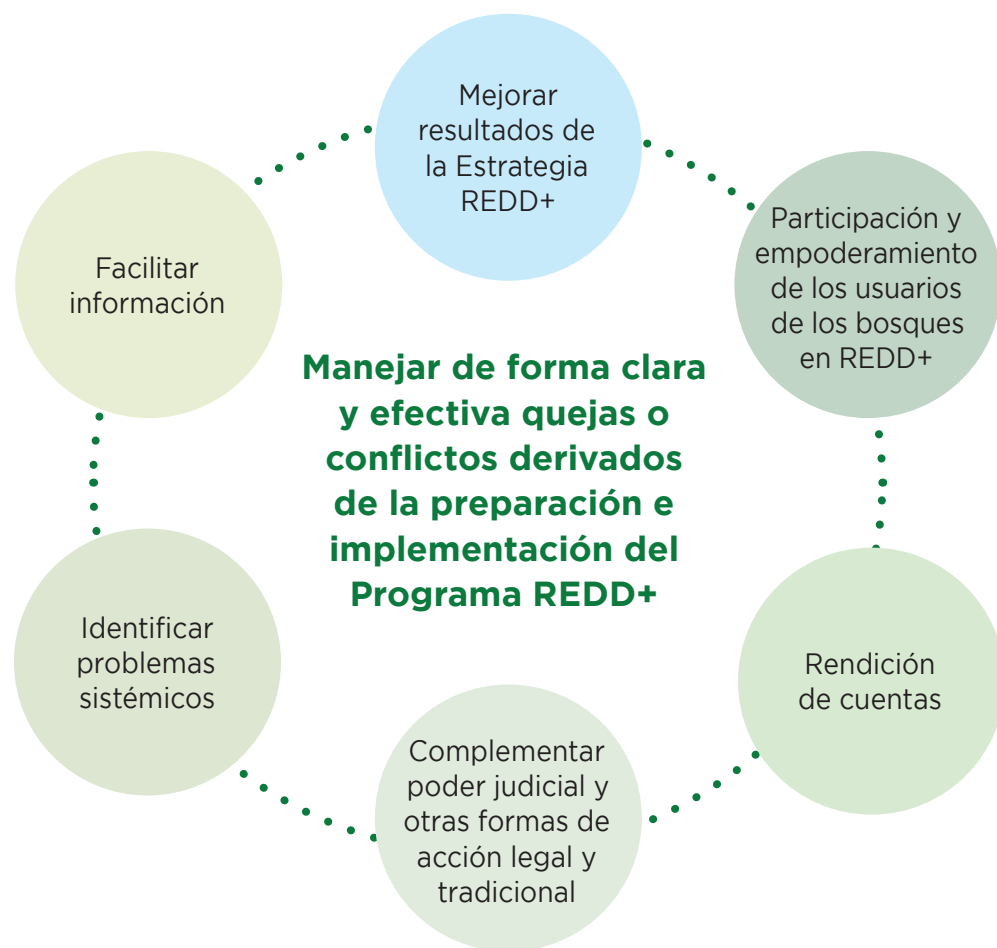 Mejorar
resultados de
la Estrategia
REDD+
Participación y
empoderamiento
de los usuarios
de los bosques
en REDD+
Facilitar
información
Manejar de forma clara
y efectiva quejas o
conflictos derivados
de la preparación e
implementación del
Programa REDD+
Identificar
problemas
sistémicos
Rendición
de cuentas
Complementar
poder judicial y
otras formas de
acción legal y
tradicional